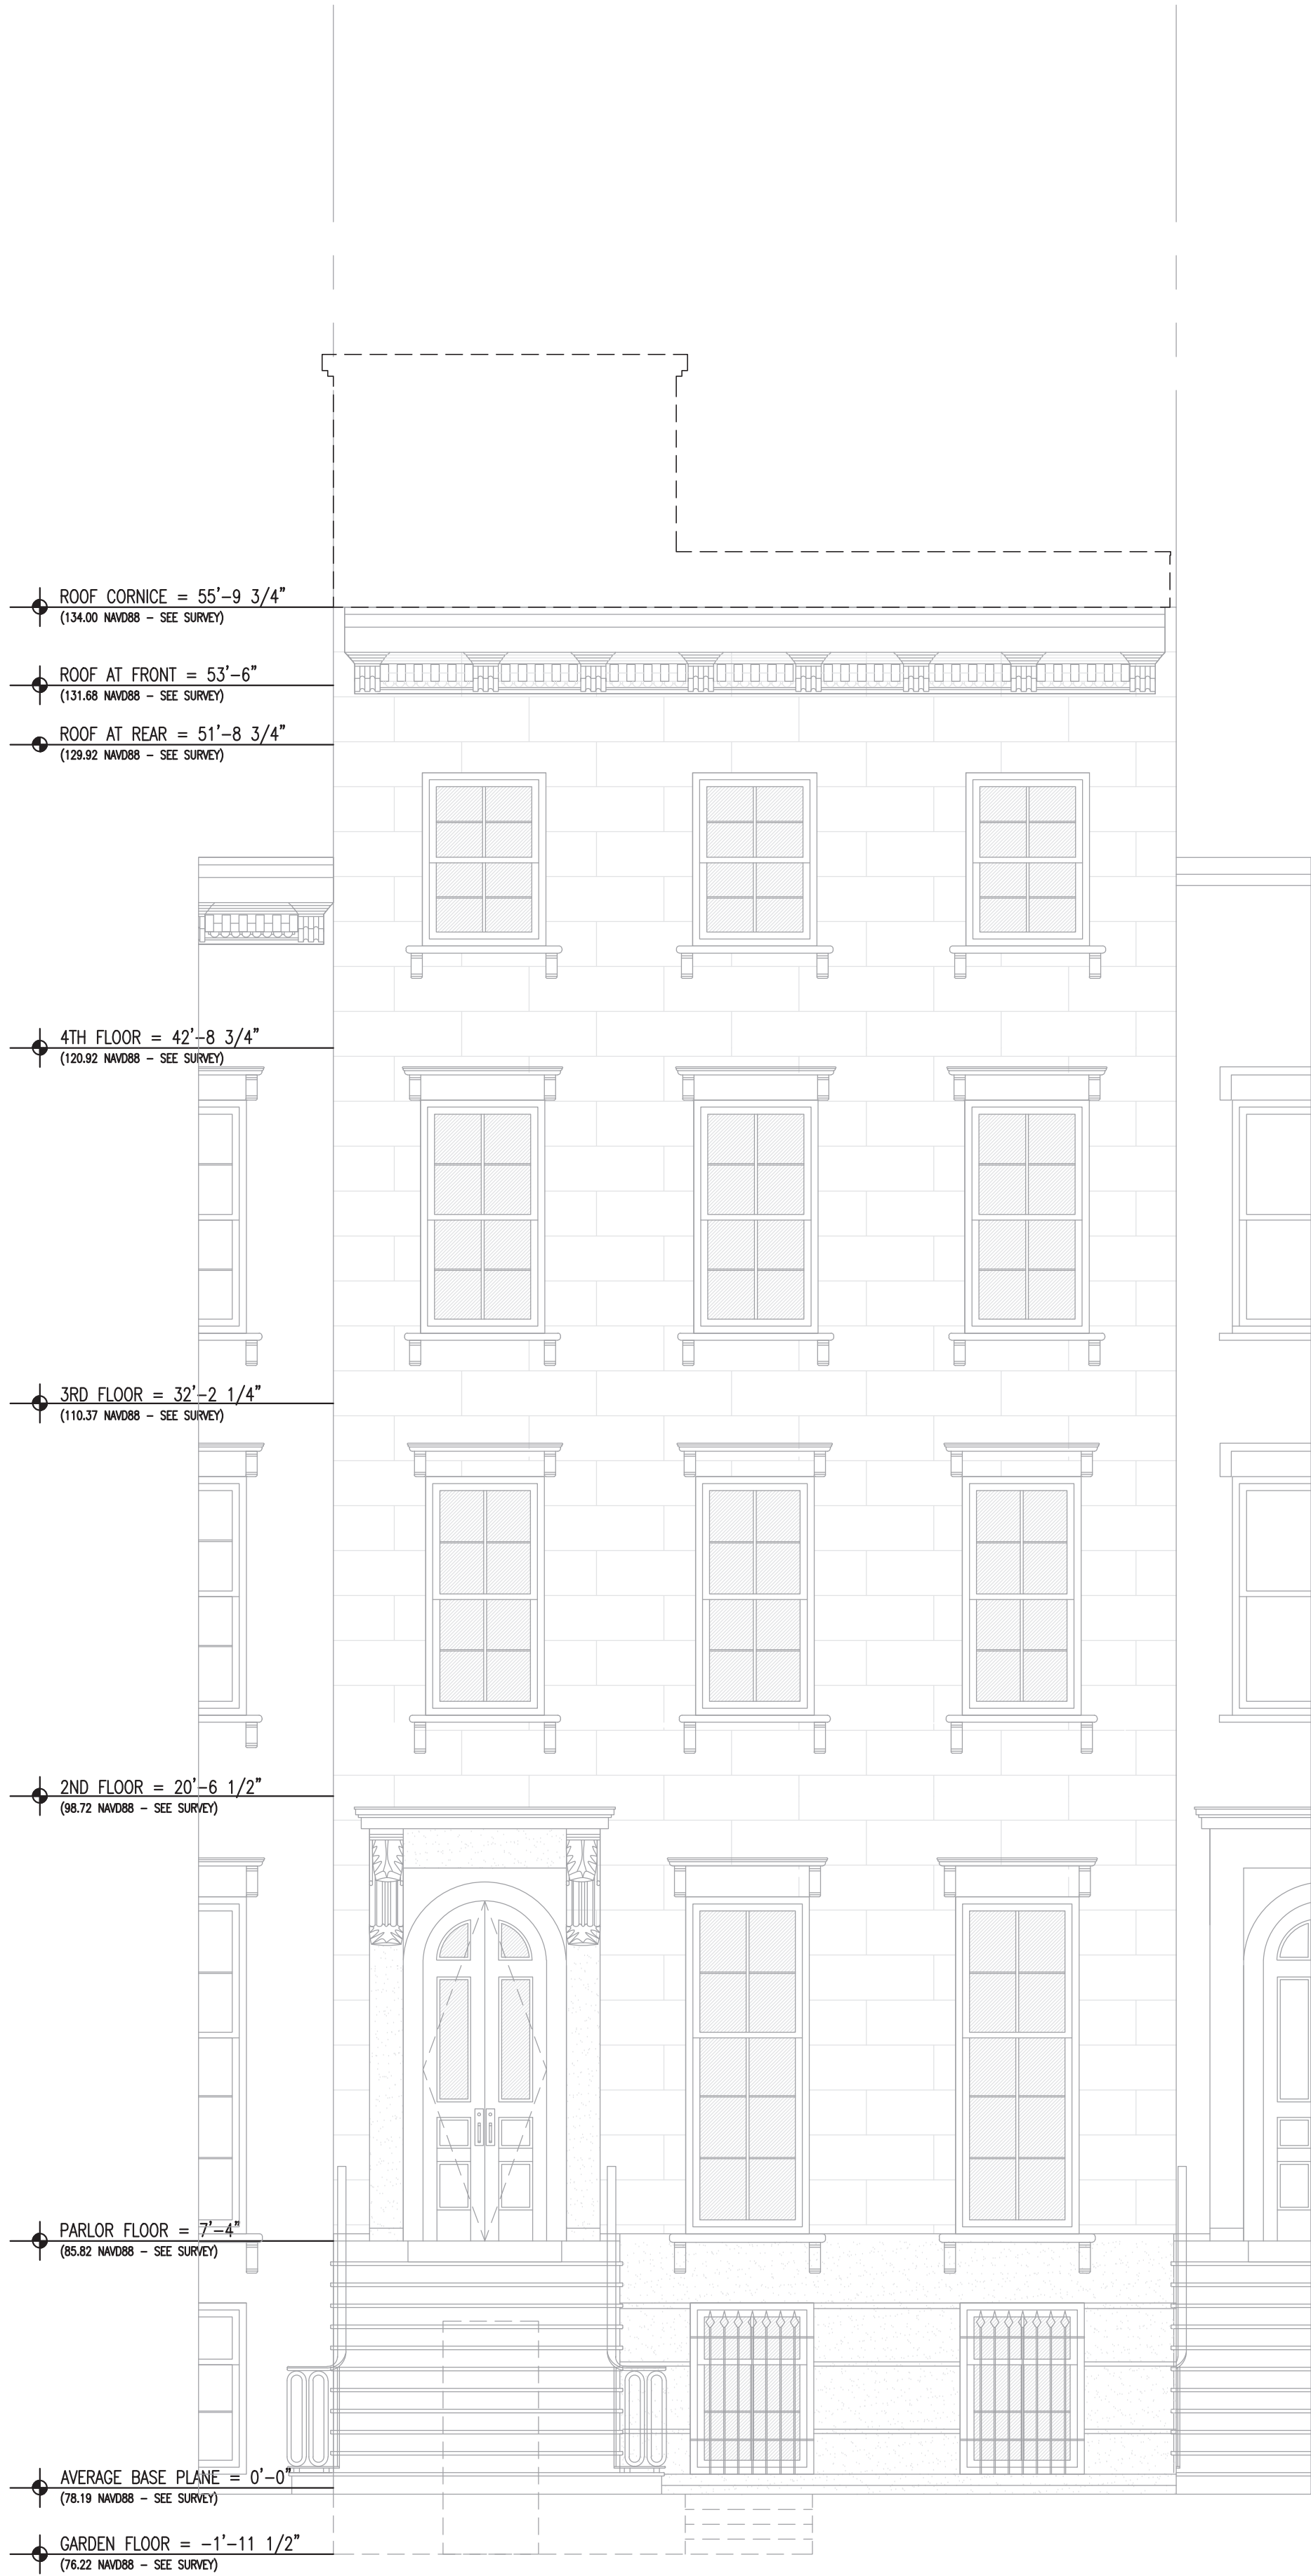 ROOF CORNICE = 55'-9 3/4"
(134.00 NAVD88 - SEE SURVEY)
ROOF AT FRONT = 53'-6"
(131.68 NAVD88 - SEE SURVEY)
ROOF AT REAR = 51'-8 3/4"
(129.92 NAVD88 - SEE SURVEY)
4TH FLOOR = 42'-8 3/4"
(120.92 NAVD88 - SEE SURVEY)
3RD FLOOR = 32'-2 1/4"
(110.37 NAVD88 - SEE SURVEY)
2ND FLOOR = 20'-6 1/2"
(98.72 NAVD88 - SEE SURVEY)
PARLOR FLOOR = 7'-4"
(85.82 NAVD88 - SEE SURVEY)
AVERAGE BASE PLANE = 0'-0"
(78.19 NAVD88 - SEE SURVEY)
GARDEN FLOOR = -1'-11 1/2"
(76.22 NAVD88 - SEE SURVEY)